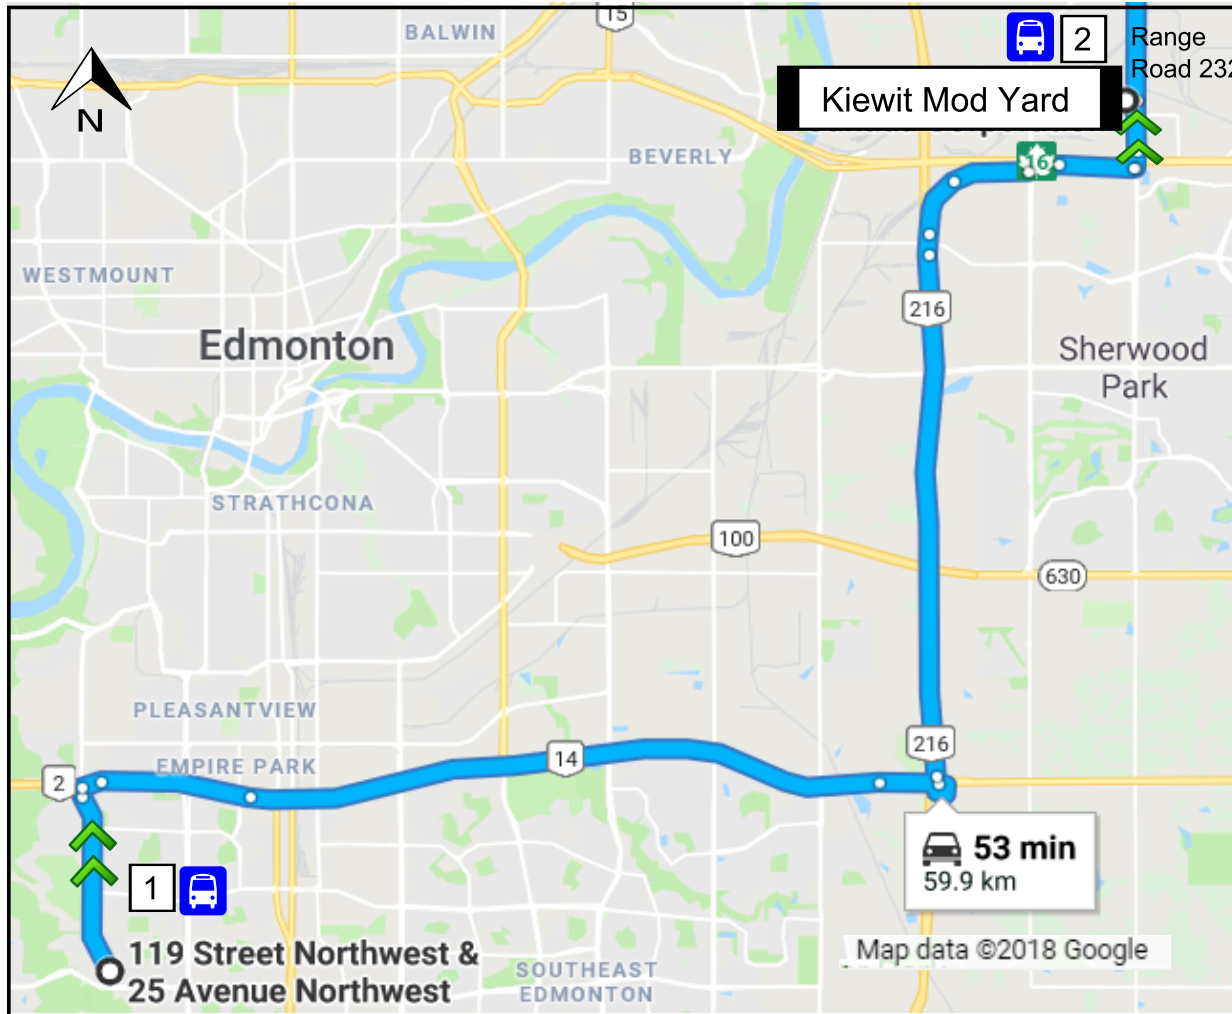 15
BALWIN
2
Range
Road 232
Kiewit Mod Yard
N
BEVERLY
16
WESTMOUNT
216
Edmonton
Sherwood
Park
STRATHCONA
100
630
PLEASANTVIEW
216
14
EMPIRE PARK
2
53 min
59.9 km
1
119 Street Northwest &
25 Avenue Northwest
Map data ©2018 Google
SOUTHEAST
EDMONTON